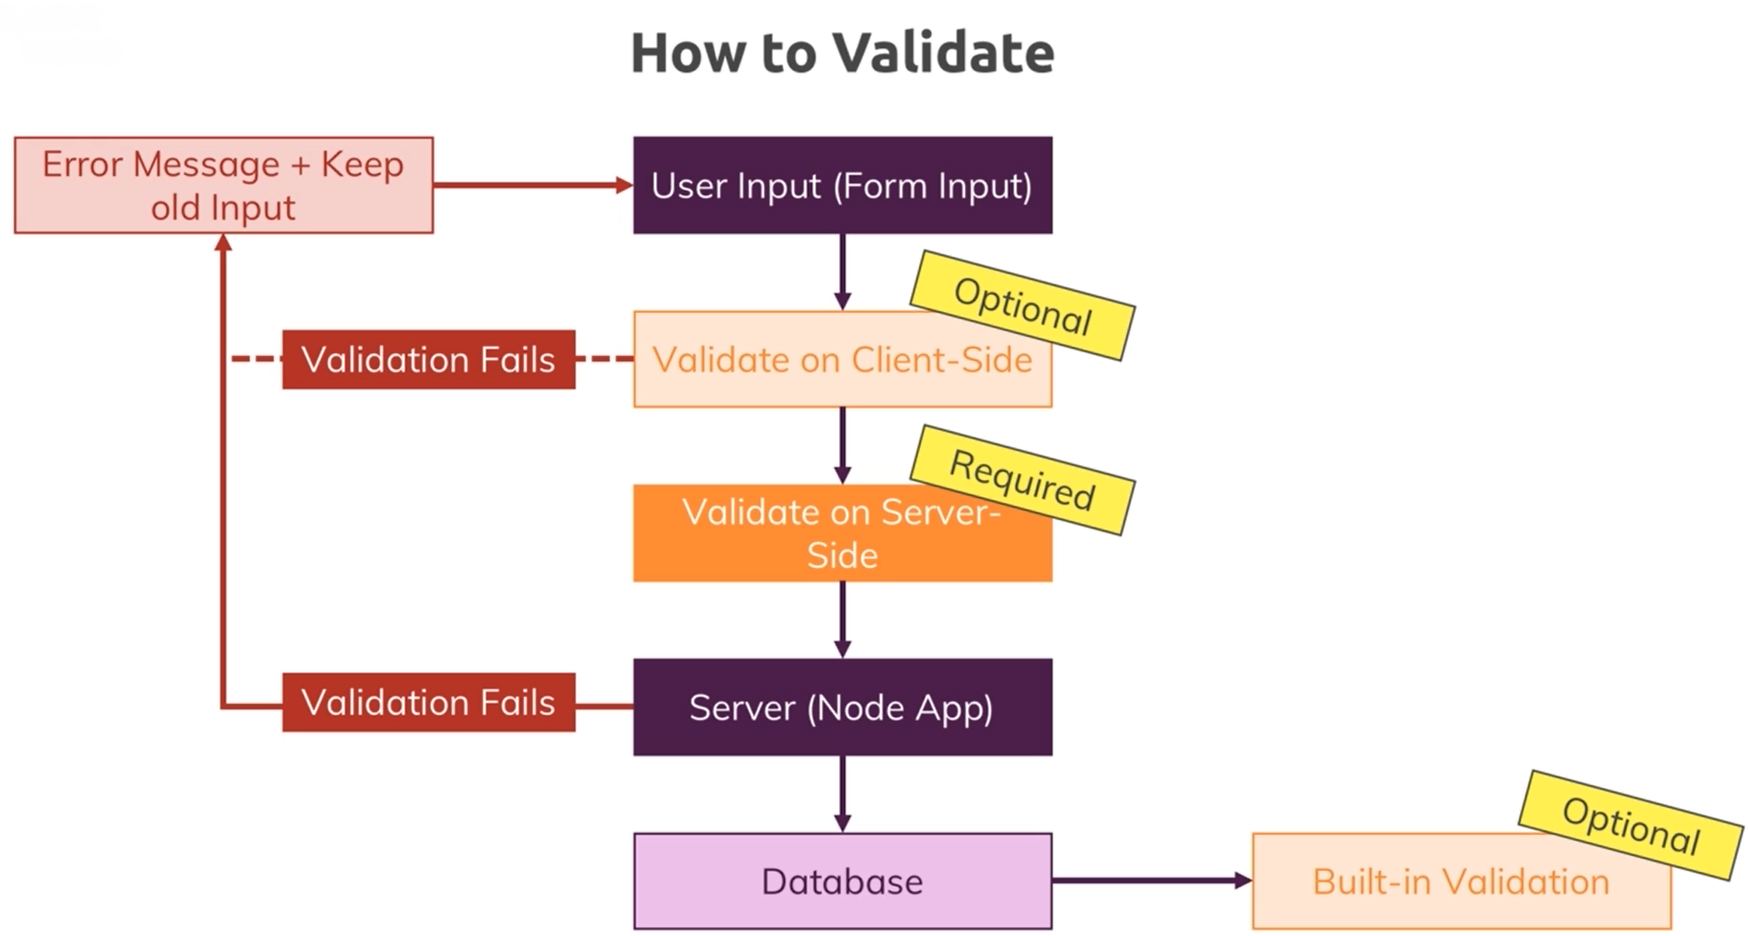 How to Validate
Error Message + Keep
old Input
User Input (Form Input)
Optional
Validation Fails
Validate on Client-Side
Required
Validate on Server-
Side
Validation Fails
Server (Node App)
Optional
Database
Built-in Validation